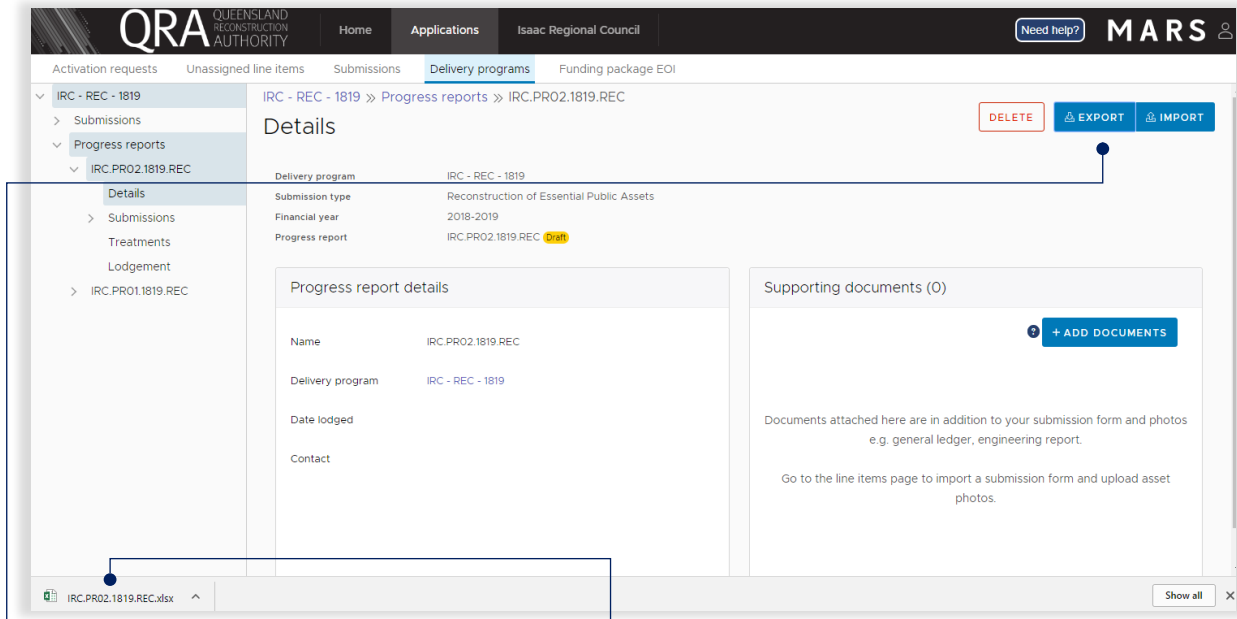 QRA QUEENSLAND RECONSTRUCTION AUTHORITY
Home Applications Isaac Regional Council Need help? MARS
Activation requests Unassigned line items Submissions Delivery programs Funding package EOI
IRC - REC - 1819
Submissions
Progress reports
IRC.PR02.1819.REC
Details
Submissions
Treatments
Lodgement
IRC.PR01.1819.REC
IRC - REC - 1819 » Progress reports » IRC.PR02.1819.REC
Details
DELETE EXPORT IMPORT
Delivery program IRC - REC - 1819
Submission type Reconstruction of Essential Public Assets
Financial year 2018-2019
Progress report IRC.PR02.1819.REC Draft
Progress report details
Name IRC.PR02.1819.REC
Delivery program IRC - REC - 1819
Date lodged
Contact
Supporting documents (0)
? + ADD DOCUMENTS
Documents attached here are in addition to your submission form and photos
e.g. general ledger, engineering report.
Go to the line items page to import a submission form and upload asset
photos.
IRC.PR02.1819.REC.xlsx
Show all